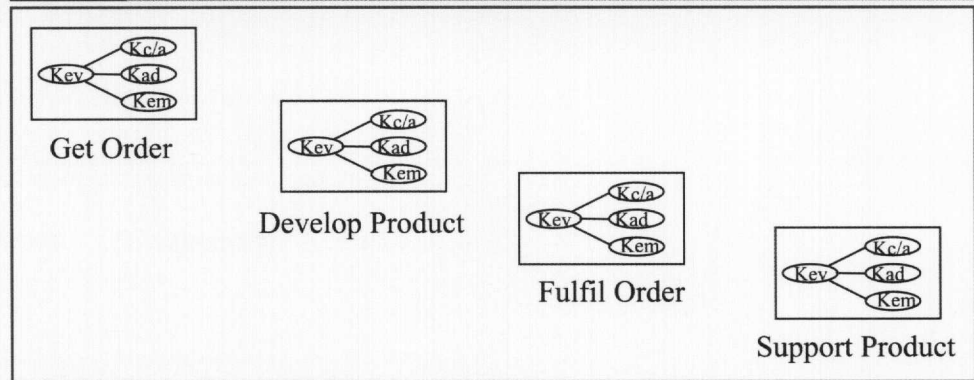 Kc/a
Kev Kad
Kem
Get Order
Kc/a
Kev Kad
Kem
Develop Product
Kc/a
Kev Kad
Kem
Fulfil Order
Kc/a
Kev Kad
Kem
Support Product